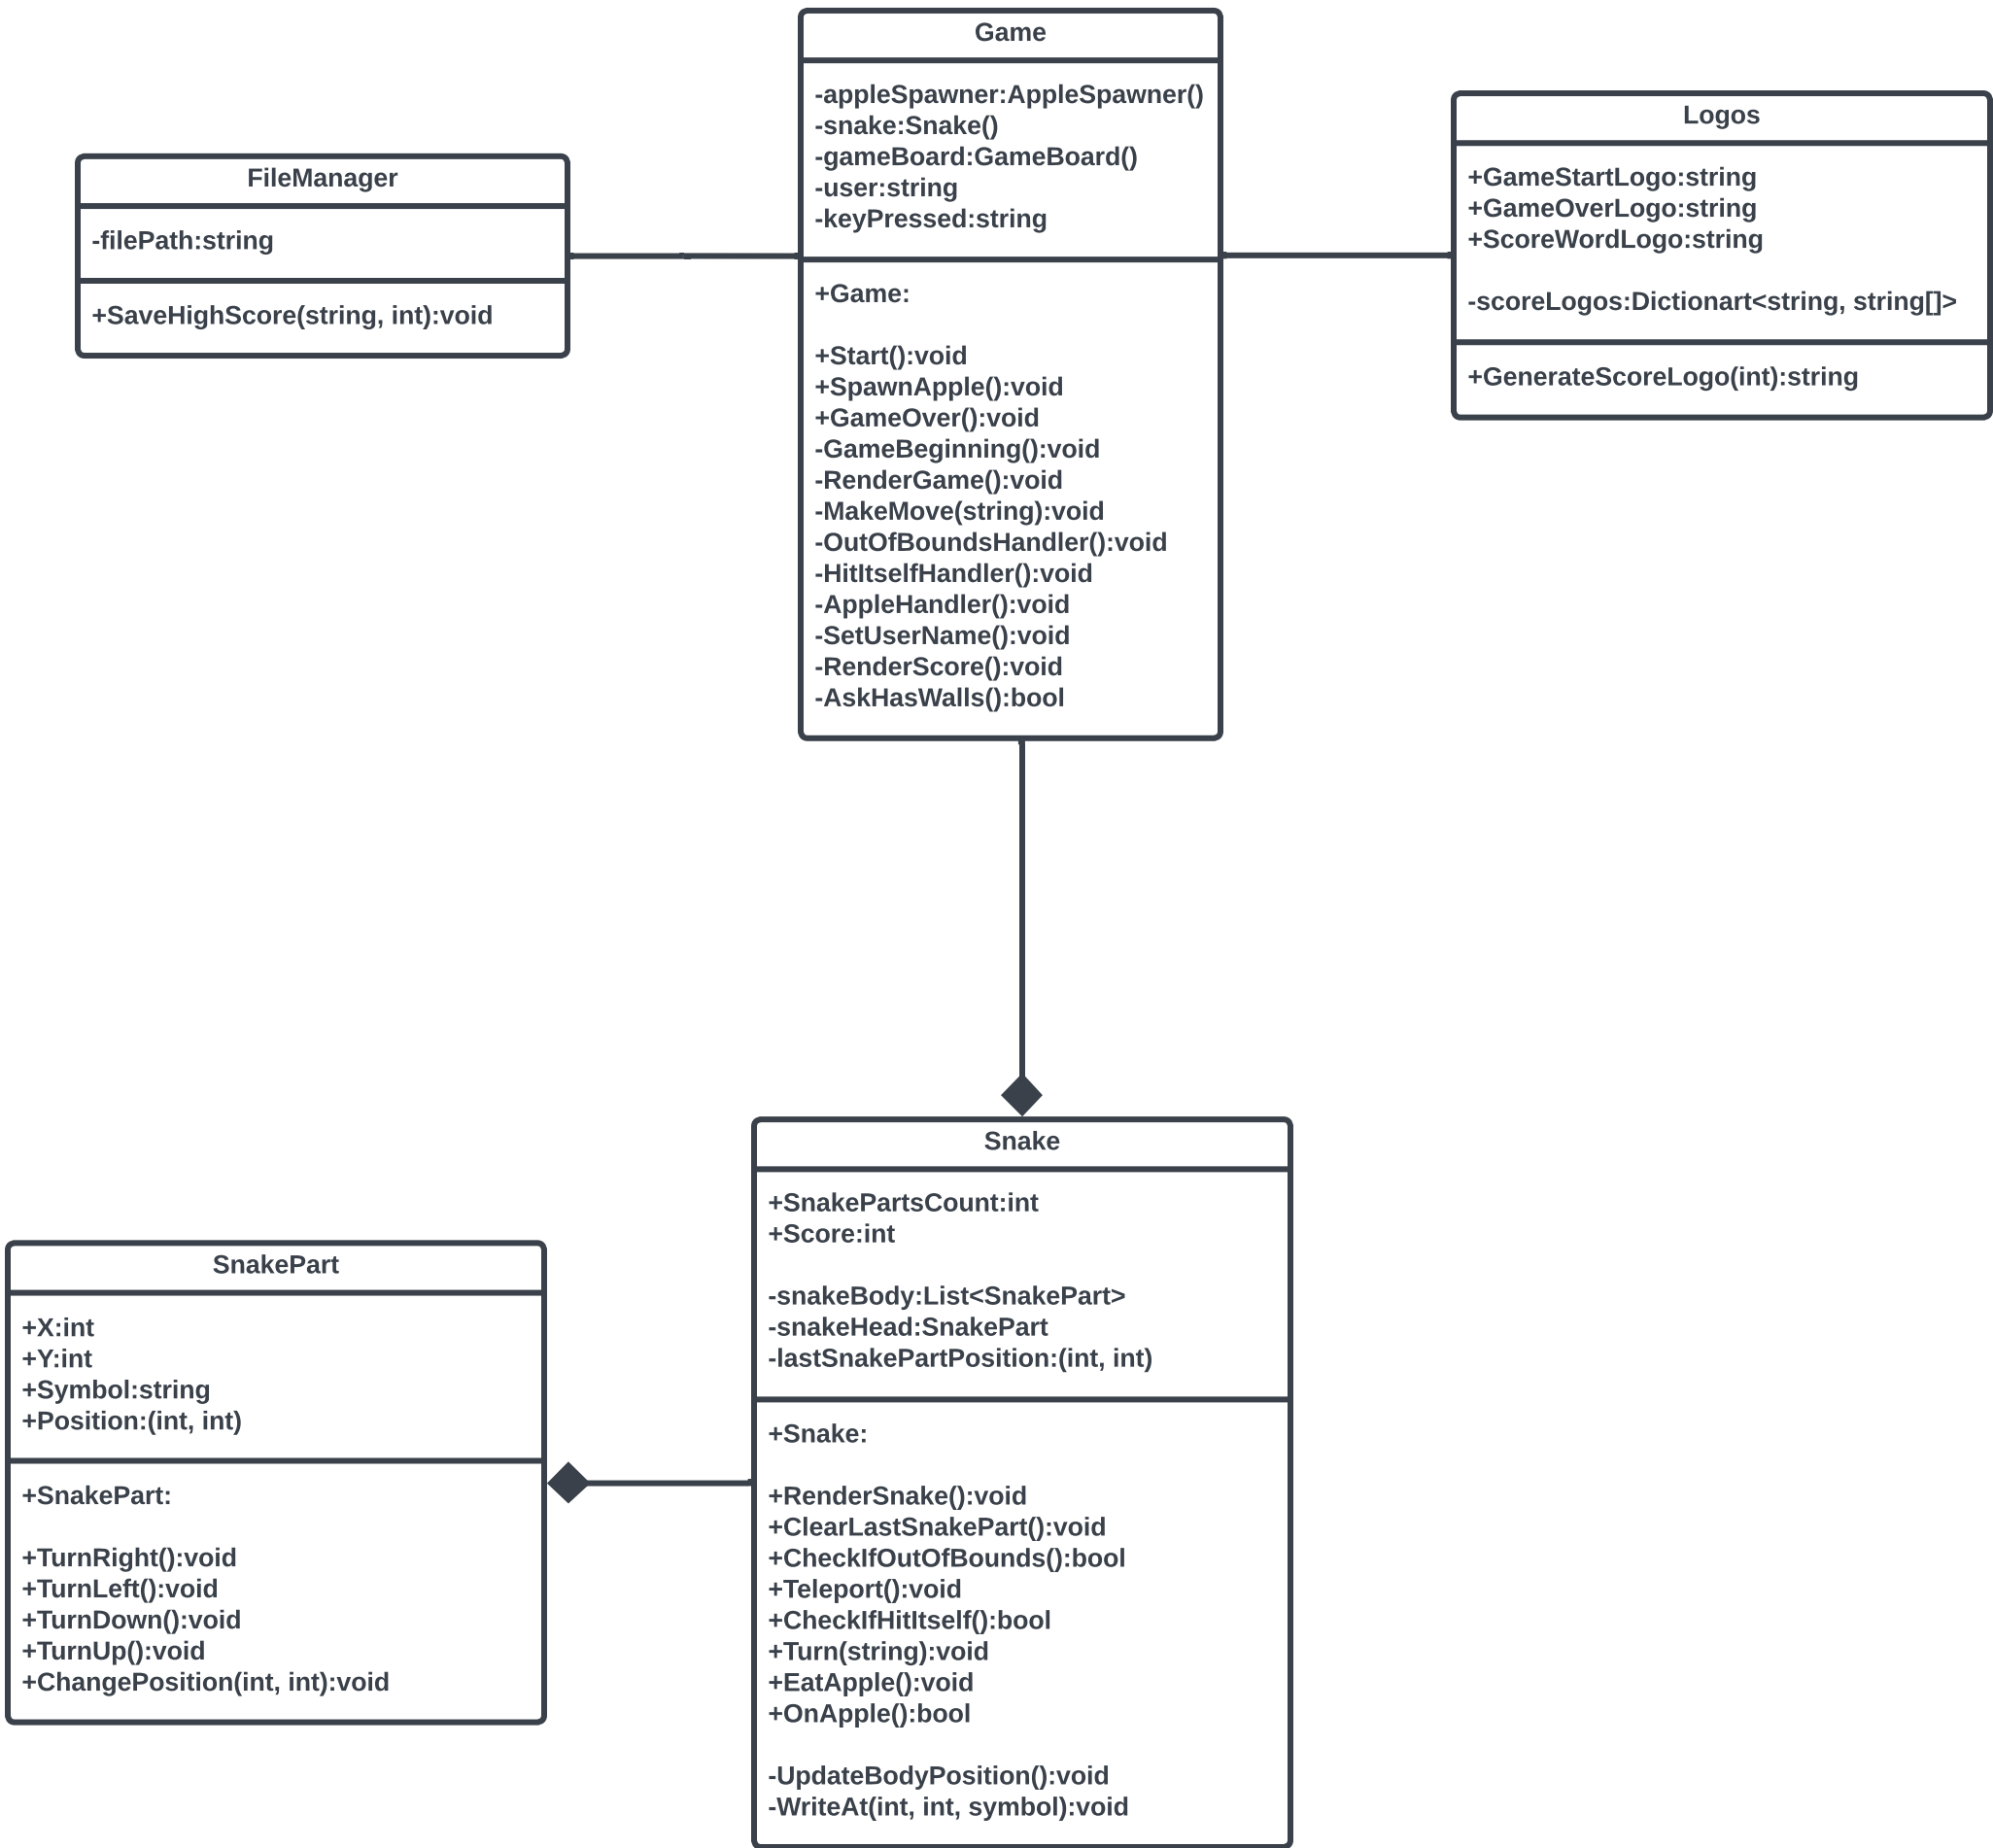 Game
-appleSpawner:AppleSpawner()
-snake:Snake()
-gameBoard:GameBoard()
-user:string
-keyPressed:string
+Game:
+Start():void
+SpawnApple():void
+GameOver():void
-GameBeginning():void
-RenderGame():void
-MakeMove(string):void
-OutOfBoundsHandler():void
-HitItselfHandler():void
-AppleHandler():void
-SetUserName():void
-RenderScore():void
-AskHasWalls():bool
Logos
+GameStartLogo:string
+GameOverLogo:string
+ScoreWordLogo:string
-scoreLogos:Dictionart<string, string[]>
+GenerateScoreLogo(int):string
FileManager
-filePath:string
+SaveHighScore(string, int):void
Snake
+SnakePartsCount:int
+Score:int
-snakeBody:List<SnakePart>
-snakeHead:SnakePart
-lastSnakePartPosition:(int, int)
+Snake:
+RenderSnake():void
+ClearLastSnakePart():void
+CheckIfOutOfBounds():bool
+Teleport():void
+CheckIfHitItself():bool
+Turn(string):void
+EatApple():void
+OnApple():bool
-UpdateBodyPosition():void
-WriteAt(int, int, symbol):void
SnakePart
+X:int
+Y:int
+Symbol:string
+Position:(int, int)
+SnakePart:
+TurnRight():void
+TurnLeft():void
+TurnDown():void
+TurnUp():void
+ChangePosition(int, int):void